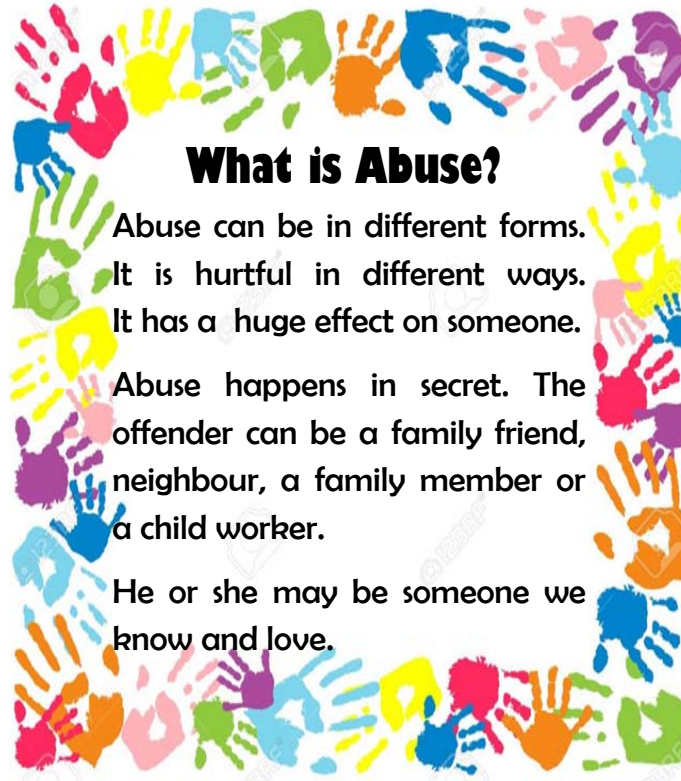 What is Abuse?
Abuse can be in different forms.
It is hurtful in different ways.
It has a huge effect on someone.
Abuse happens in secret. The
offender can be a family friend,
neighbour, a family member or
a child worker.
He or she may be someone we
know and love.